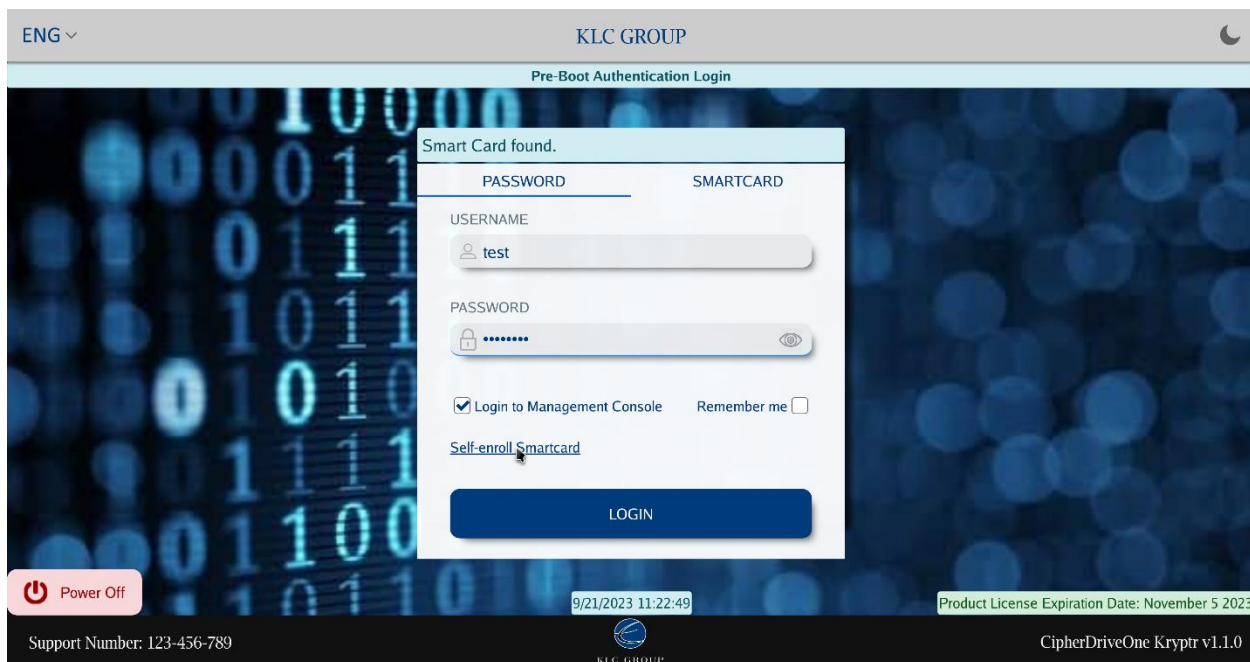 ENG
KLC GROUP
Pre-Boot Authentication Login
Smart Card found.
PASSWORD SMARTCARD
USERNAME
test
PASSWORD
••••••••
Login to Management Console Remember me
Self-enroll Smartcard
LOGIN
Power Off
9/21/2023 11:22:49
Product License Expiration Date: November 5 2023
Support Number: 123-456-789
KLC GROUP
CipherDriveOne Kryptr v1.1.0